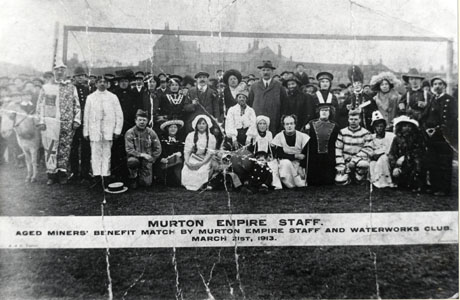 MURTON EMPIRE STAFF.
AGED MINERS' BENEFIT MATCH BY MURTON EMPIRE STAFF AND WATERWORKS CLUB.
MARCH 21ST, 1913.